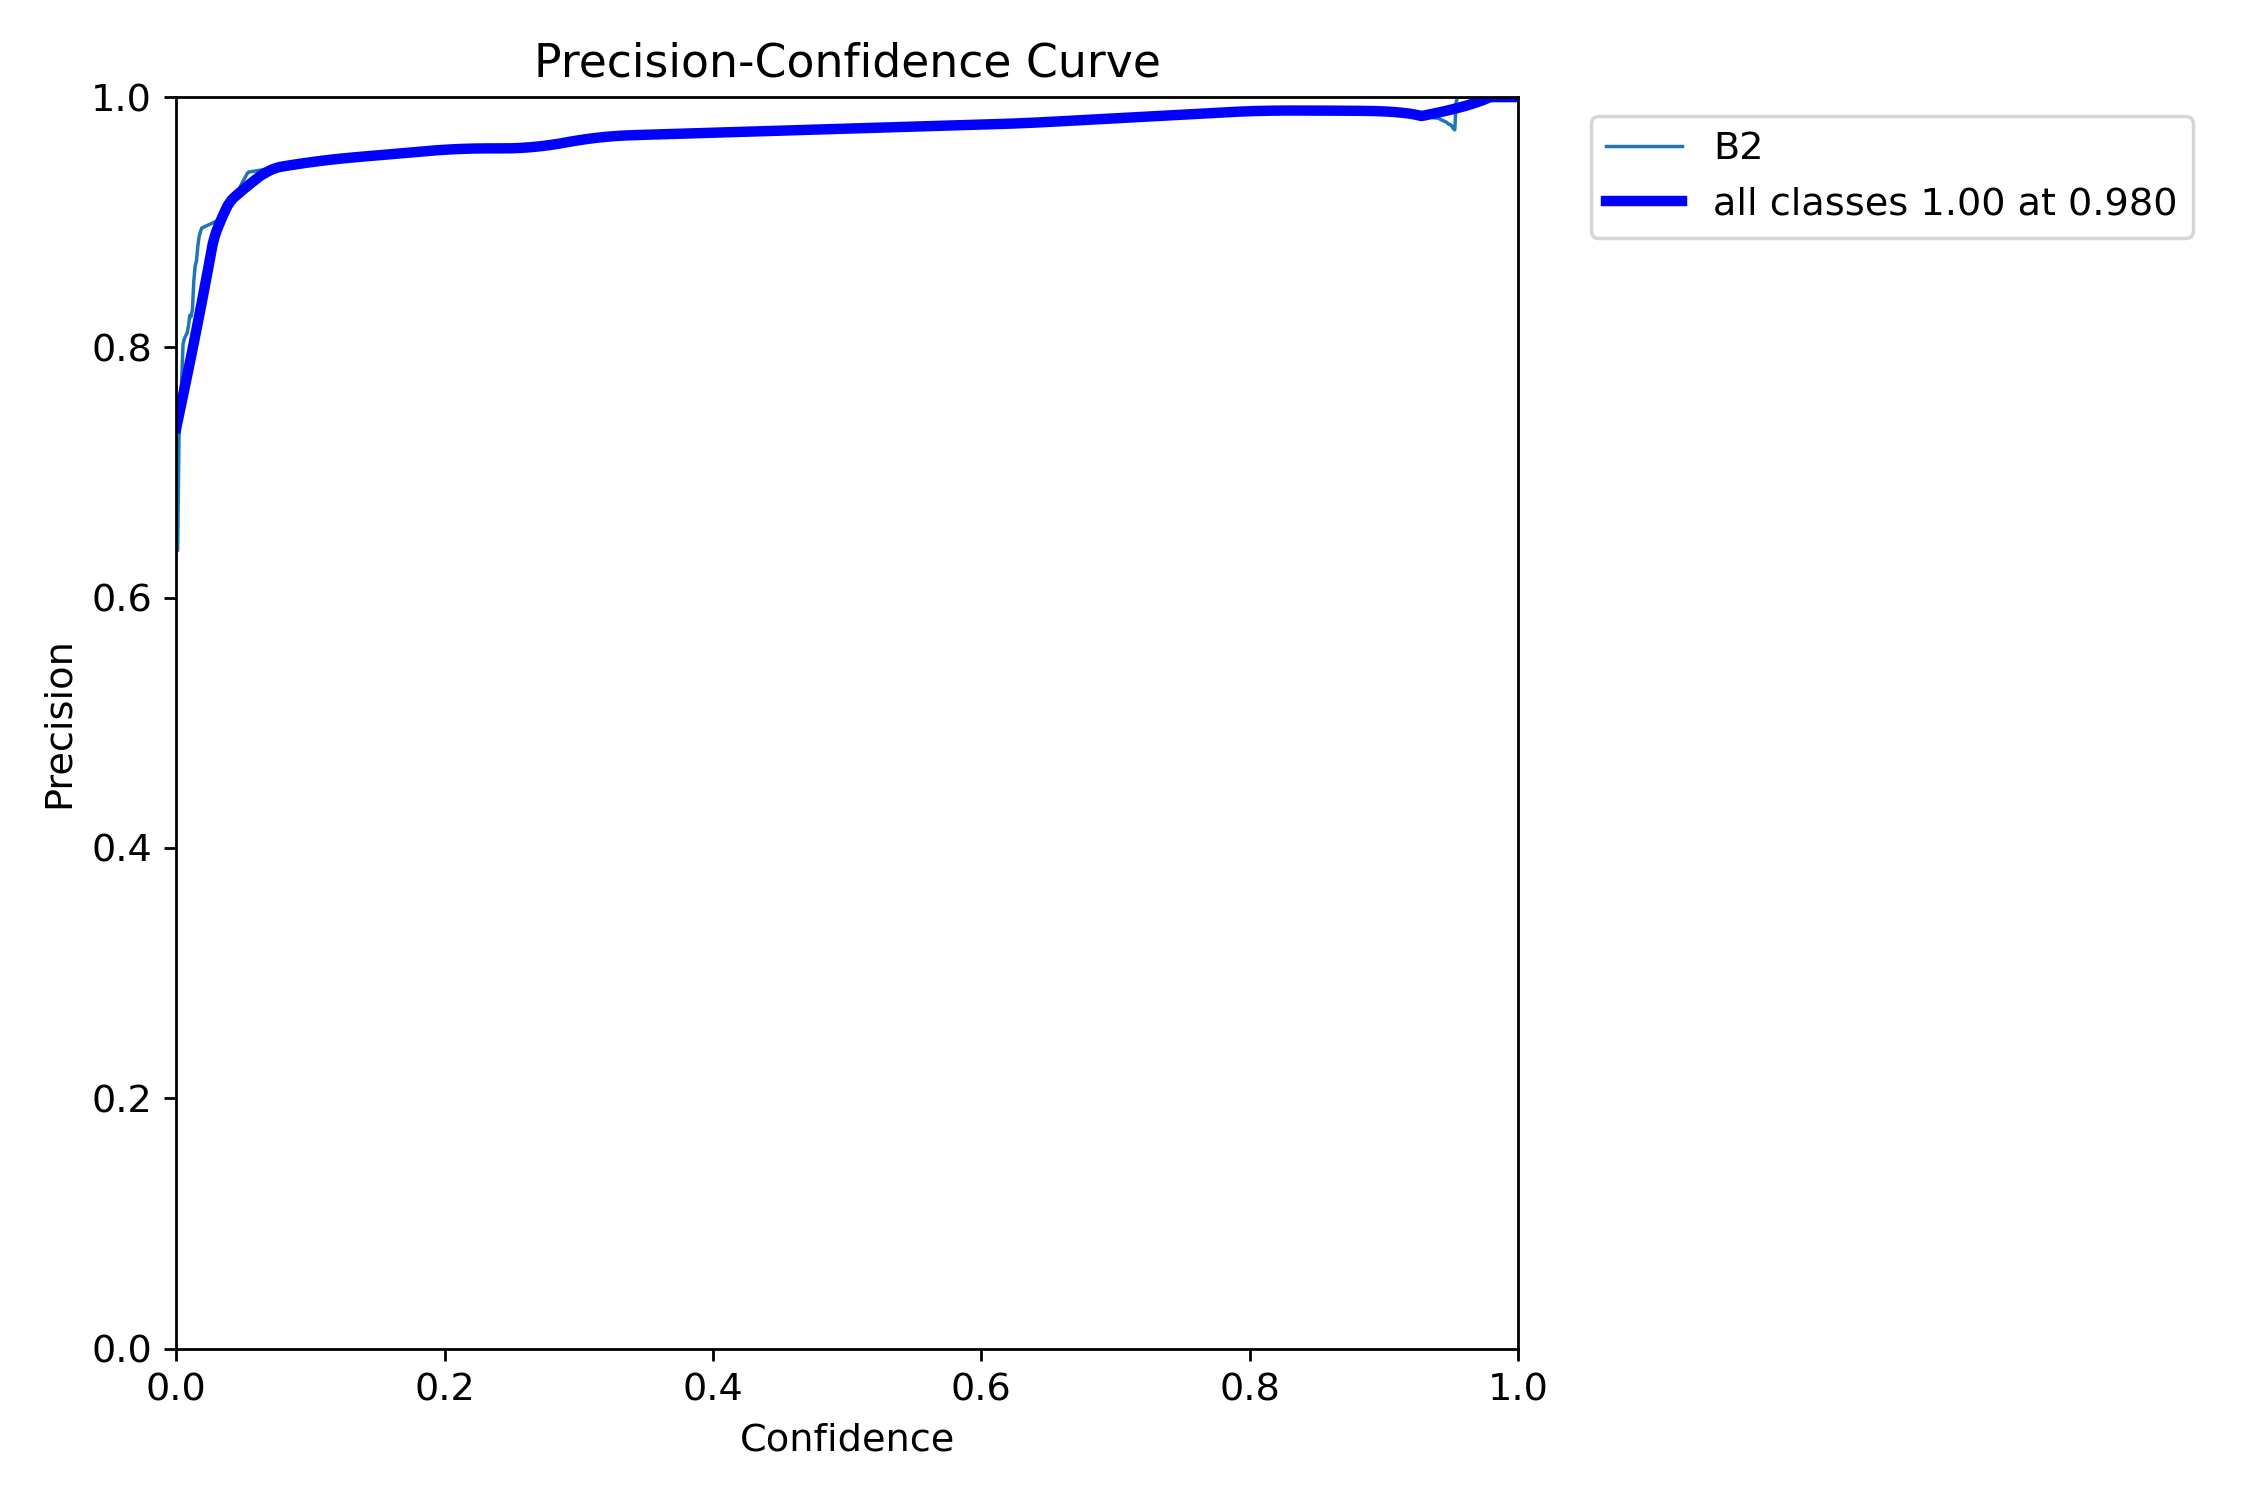 Precision-Confidence Curve
1.0
0.8
0.6
0.4
0.2
0.0
Precision
0.0 0.2 0.4 0.6 0.8 1.0
Confidence
B2
all classes 1.00 at 0.980